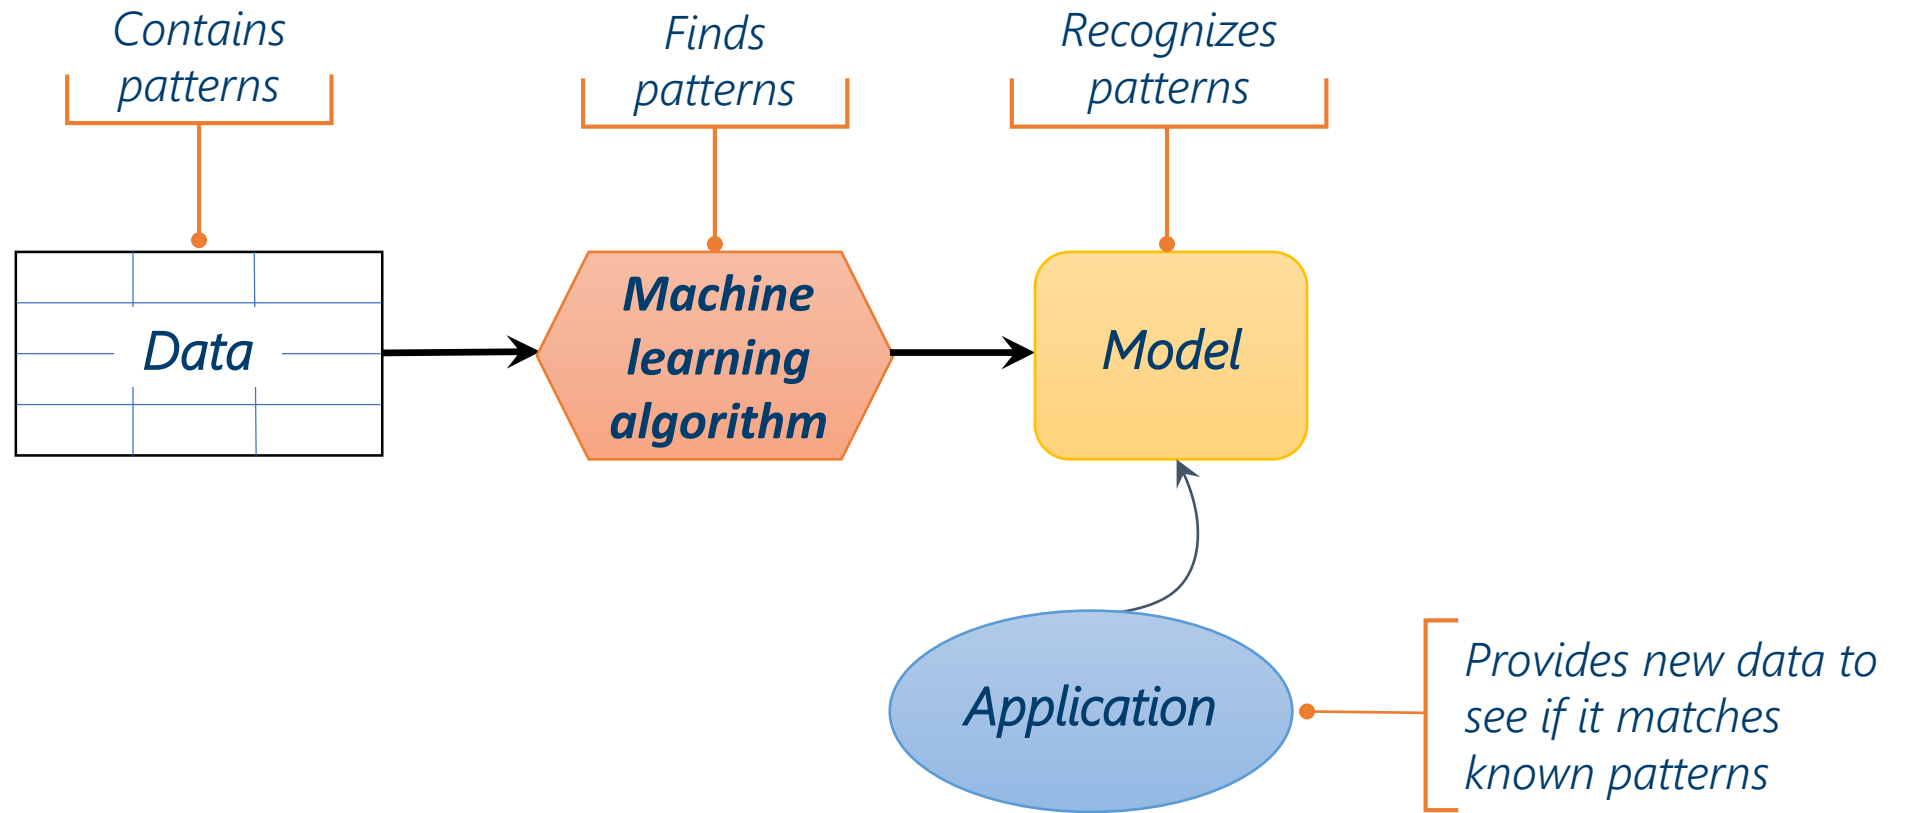 Contains
patterns
Finds
patterns
Recognizes
patterns
Data
Machine
learning
algorithm
Model
Application
Provides new data to
see if it matches
known patterns